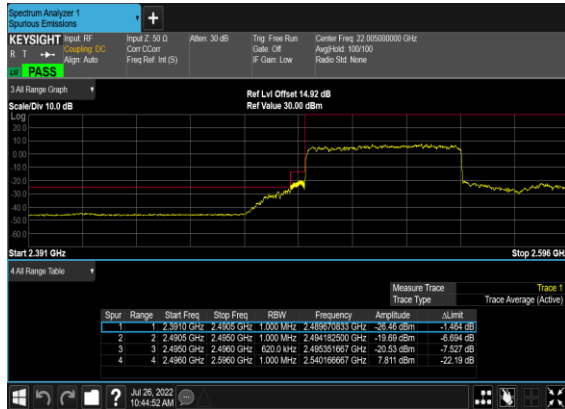 Spectrum Analyzer 1
Spurious Emissions
+
KEYSIGHT Input: RF Input Z: 50 Ω Atten: 30 dB Trig: Free Run Center Freq: 22.005000000 GHz
R T Coupling: DC Corr CCorr Gate: Off Avg|Hold: 100/100
Align: Auto Freq Ref: Int (S) IF Gain: Low Radio Std: None
PASS
3 All Range Graph
Ref Lvl Offset 14.92 dB
Scale/Div 10.0 dB Ref Value 30.00 dBm
Log
20.0
10.0
0.00
-10.0
-20.0
-30.0
-40.0
-50.0
-60.0
Start 2.391 GHz Stop 2.596 GHz
4 All Range Table
Measure Trace Trace 1
Trace Type Trace Average (Active)
Spur Range Start Freq Stop Freq RBW Frequency Amplitude ΔLimit
1 1 2.3910 GHz 2.4905 GHz 1.000 MHz 2.489670833 GHz -26.46 dBm -1.464 dB
2 2 2.4905 GHz 2.4950 GHz 1.000 MHz 2.494182500 GHz -19.69 dBm -6.694 dB
3 3 2.4950 GHz 2.4960 GHz 620.0 kHz 2.495351667 GHz -20.53 dBm -7.527 dB
4 4 2.4960 GHz 2.5960 GHz 1.000 MHz 2.540166667 GHz 7.811 dBm -22.19 dB
? Jul 26, 2022
10:44:52 AM